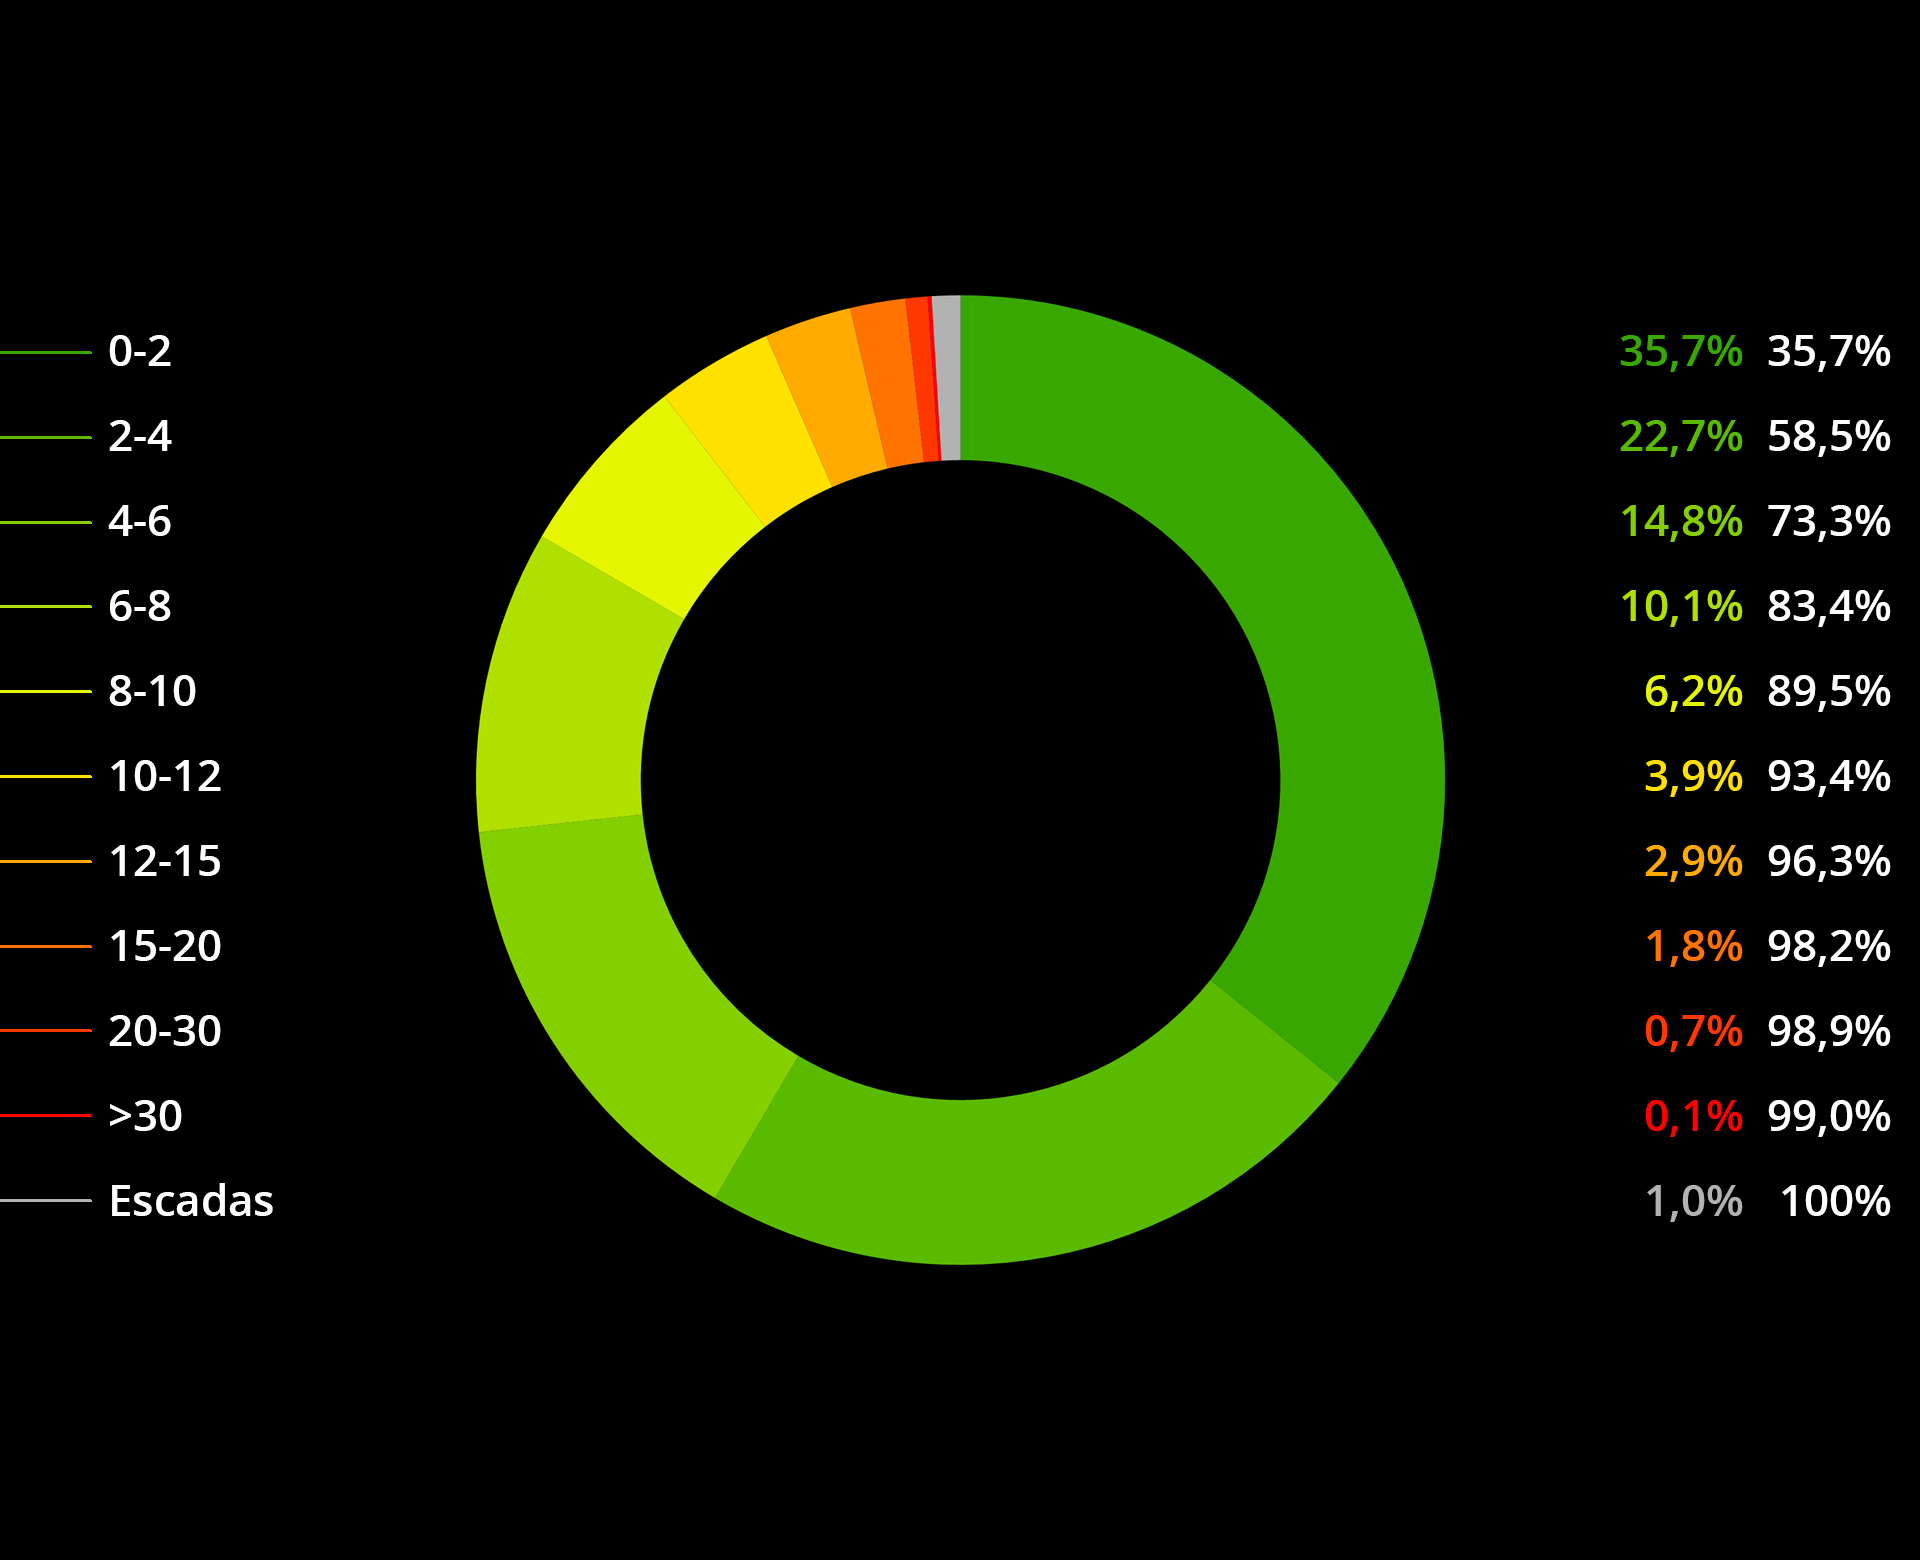 0-2 35,7% 35,7%
2-4 22,7% 58,5%
4-6 14,8% 73,3%
6-8 10,1% 83,4%
8-10 6,2% 89,5%
10-12 3,9% 93,4%
12-15 2,9% 96,3%
15-20 1,8% 98,2%
20-30 0,7% 98,9%
>30 0,1% 99,0%
Escadas 1,0% 100%